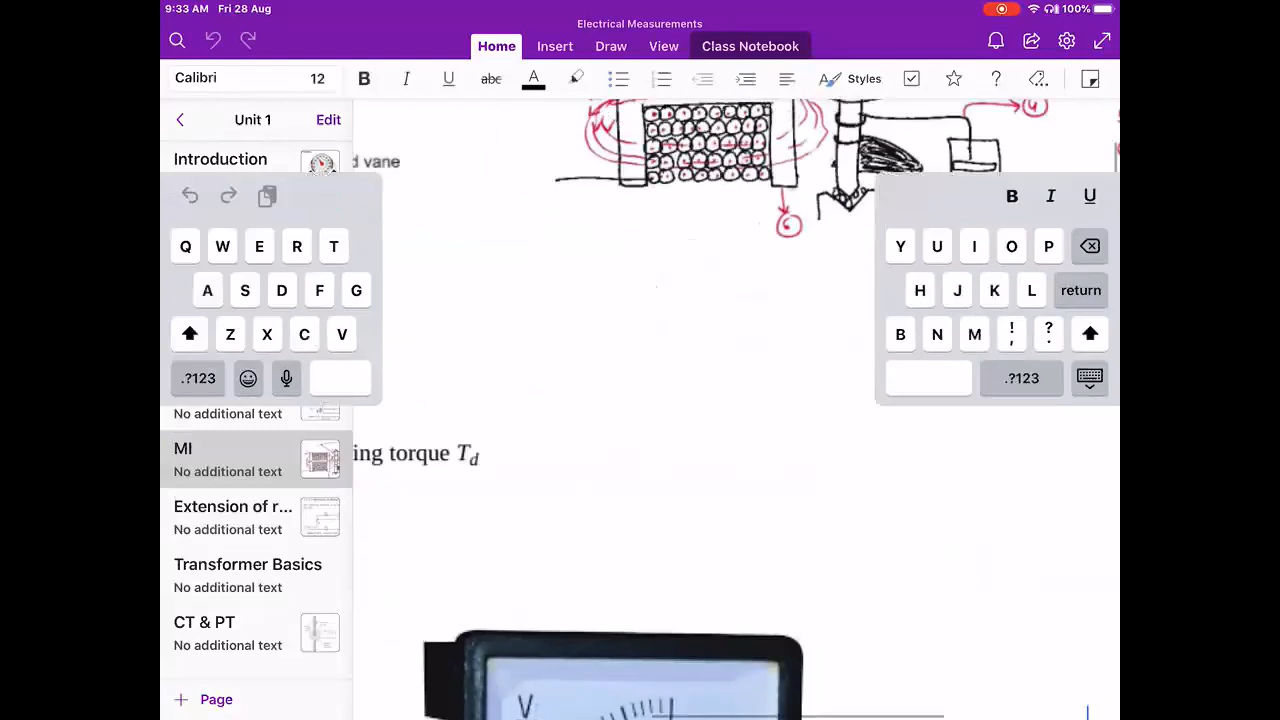 9:33 AM Fri 28 Aug
100%
Electrical Measurements
Home Insert Draw View Class Notebook
Calibri 12 B I U abc A Styles ?
Unit 1 Edit
Introduction
d vane
B I U
Q W E R T
Y U I O P
A S D F G
H J K L return
Z X C V
B N M ! , ? .
.?123
.?123
No additional text
MI
No additional text
ing torque Td
Extension of r...
No additional text
Transformer Basics
No additional text
CT & PT
No additional text
+ Page
V